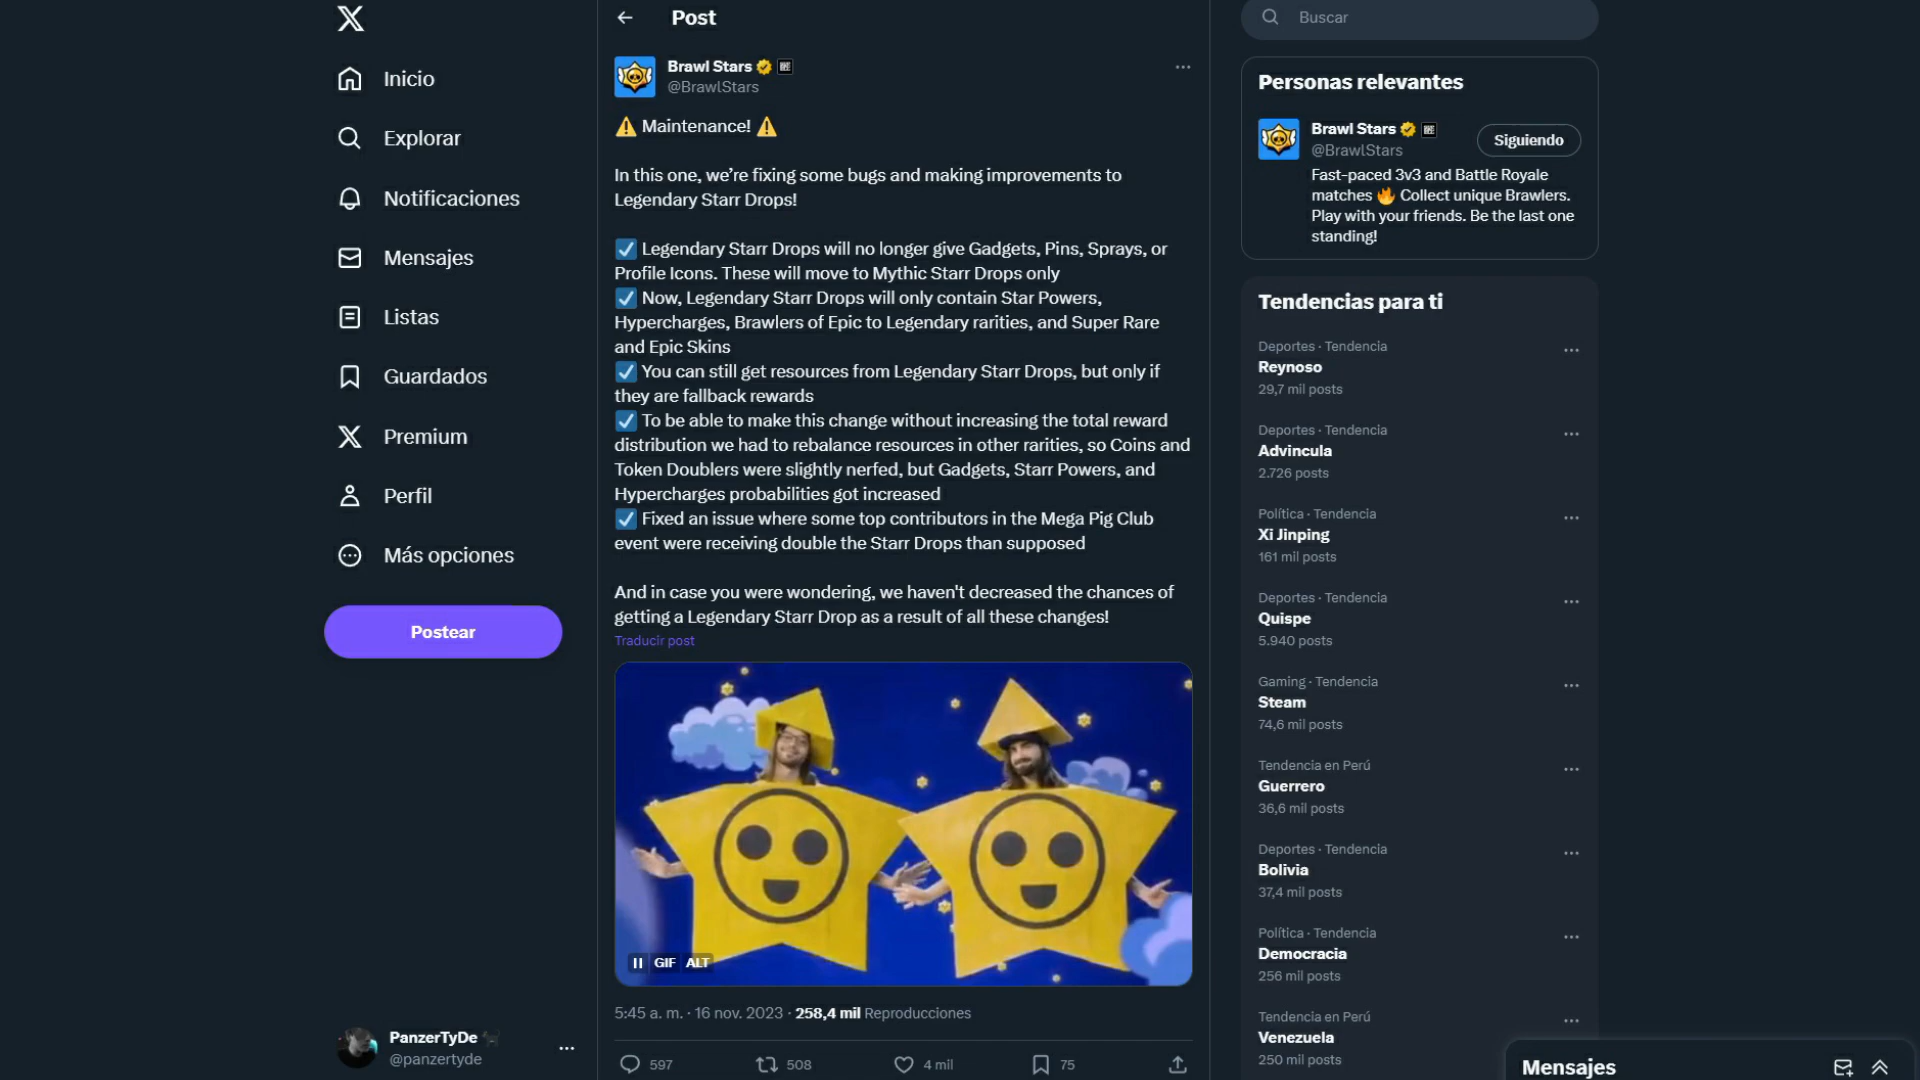 Inicio
Explorar
Notificaciones
Mensajes
Listas
Guardados
Premium
Perfil
Más opciones
Postear
PanzerTyDe
@panzertyde
Post
Brawl Stars
@BrawlStars
⚠️ Maintenance! ⚠️
In this one, we're fixing some bugs and making improvements to
Legendary Starr Drops!
☑️ Legendary Starr Drops will no longer give Gadgets, Pins, Sprays, or
Profile Icons. These will move to Mythic Starr Drops only
☑️ Now, Legendary Starr Drops will only contain Star Powers,
Hypercharges, Brawlers of Epic to Legendary rarities, and Super Rare
and Epic Skins
☑️ You can still get resources from Legendary Starr Drops, but only if
they are fallback rewards
☑️ To be able to make this change without increasing the total reward
distribution we had to rebalance resources in other rarities, so Coins and
Token Doublers were slightly nerfed, but Gadgets, Starr Powers, and
Hypercharges probabilities got increased
☑️ Fixed an issue where some top contributors in the Mega Pig Club
event were receiving double the Starr Drops than supposed
And in case you were wondering, we haven't decreased the chances of
getting a Legendary Starr Drop as a result of all these changes!
Traducir post
GIF ALT
5:45 a. m. · 16 nov. 2023 · 258,4 mil Reproducciones
597 508 4 mil 75
Buscar
Personas relevantes
Brawl Stars
@BrawlStars
Siguiendo
Fast-paced 3v3 and Battle Royale
matches 🔥 Collect unique Brawlers.
Play with your friends. Be the last one
standing!
Tendencias para ti
Deportes · Tendencia
Reynoso
29,7 mil posts
Deportes · Tendencia
Advincula
2.726 posts
Política · Tendencia
Xi Jinping
161 mil posts
Deportes · Tendencia
Quispe
5.940 posts
Gaming · Tendencia
Steam
74,6 mil posts
Tendencia en Perú
Guerrero
36,6 mil posts
Deportes · Tendencia
Bolivia
37,4 mil posts
Política · Tendencia
Democracia
256 mil posts
Tendencia en Perú
Venezuela
250 mil posts
Mensajes